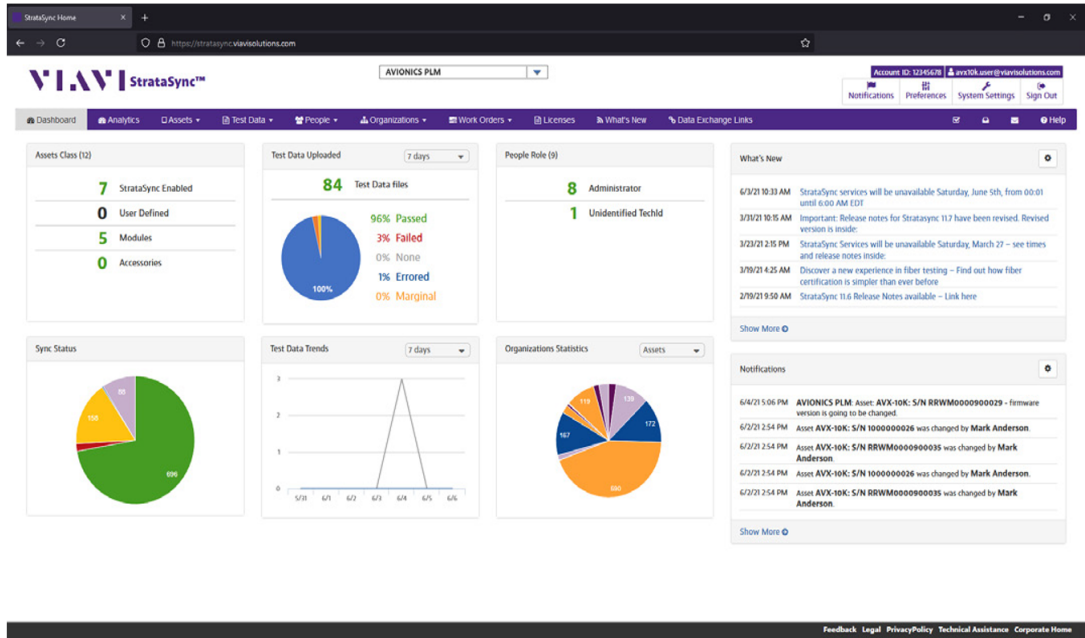 StrataSync Home
https://stratasync.viavisolutions.com
VIAVI StrataSync™
AVIONICS PLM
Account ID: 12345678 avx10k.user@viavisolutions.com
Notifications Preferences System Settings Sign Out
Dashboard Analytics Assets Test Data People Organizations Work Orders Licenses What's New Data Exchange Links Help
Assets Class (12)
7 StrataSync Enabled
0 User Defined
5 Modules
0 Accessories
Test Data Uploaded 7 days
84 Test Data files
96% Passed
3% Failed
0% None
1% Errored
0% Marginal
100%
People Role (9)
8 Administrator
1 Unidentified TechId
What's New
6/3/21 10:33 AM StrataSync services will be unavailable Saturday, June 5th, from 00:01
until 6:00 AM EDT
3/31/21 10:15 AM Important: Release notes for Stratasync 11.7 have been revised. Revised
version is inside:
3/23/21 2:15 PM StrataSync Services will be unavailable Saturday, March 27 – see times
and release notes inside:
3/19/21 4:25 AM Discover a new experience in fiber testing – Find out how fiber
certification is simpler than ever before
2/19/21 9:50 AM StrataSync 11.6 Release Notes available – Link here
Show More
Sync Status
88
158
696
Test Data Trends 7 days
3
2
1
0
5/31 6/1 6/2 6/3 6/4 6/5 6/6
Organizations Statistics Assets
119
139
172
167
Notifications
6/4/21 5:06 PM AVIONICS PLM: Asset: AVX-10K: S/N RRWM0000900029 - firmware
version is going to be changed.
6/2/21 2:54 PM Asset AVX-10K: S/N 1000000026 was changed by Mark Anderson.
6/2/21 2:54 PM Asset AVX-10K: S/N RRWM0000900035 was changed by Mark
Anderson.
6/2/21 2:54 PM Asset AVX-10K: S/N 1000000026 was changed by Mark Anderson.
6/2/21 2:54 PM Asset AVX-10K: S/N RRWM0000900035 was changed by Mark
Anderson.
Show More
Feedback Legal PrivacyPolicy Technical Assistance Corporate Home